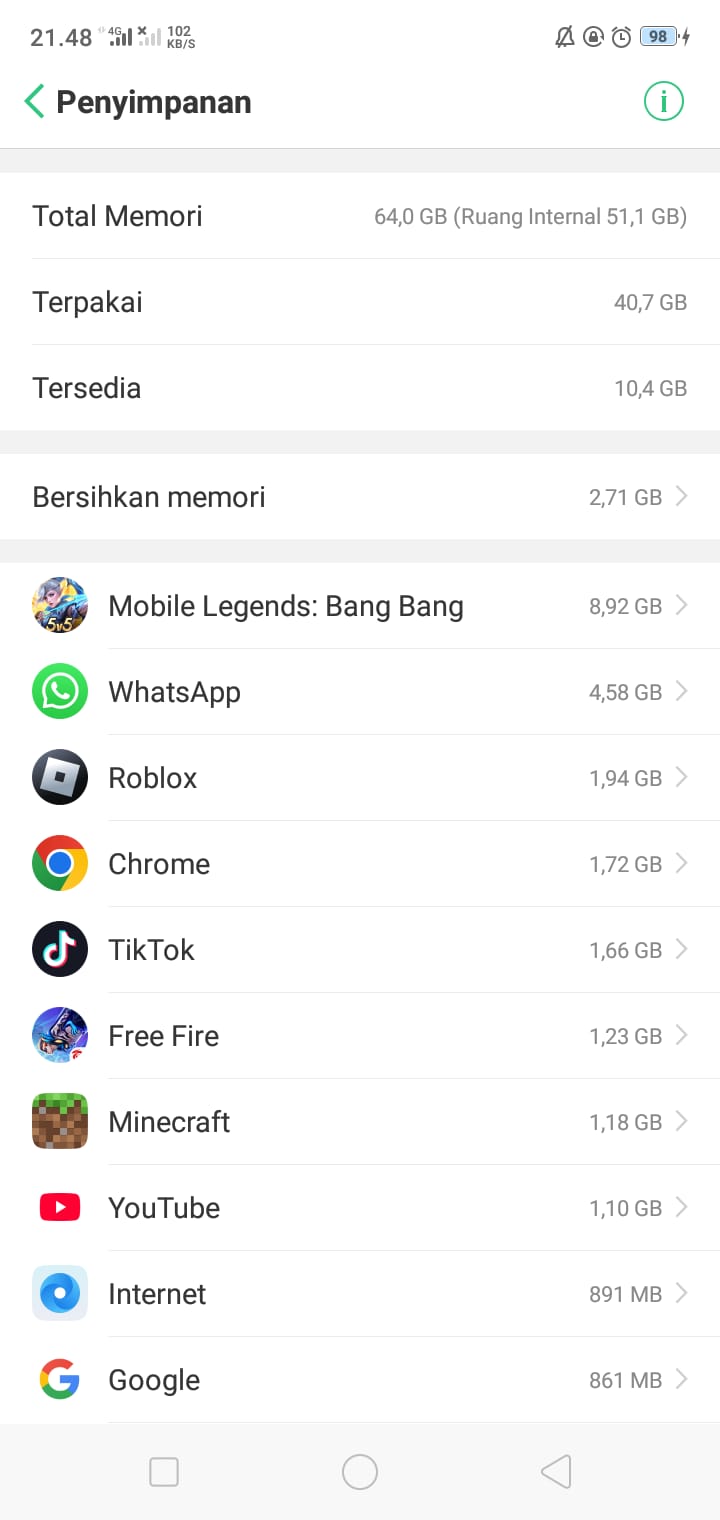 21.48 4G 102 KB/S 98
Penyimpanan
Total Memori 64,0 GB (Ruang Internal 51,1 GB)
Terpakai 40,7 GB
Tersedia 10,4 GB
Bersihkan memori 2,71 GB
Mobile Legends: Bang Bang 8,92 GB
5v5
WhatsApp 4,58 GB
Roblox 1,94 GB
Chrome 1,72 GB
TikTok 1,66 GB
Free Fire 1,23 GB
Minecraft 1,18 GB
YouTube 1,10 GB
Internet 891 MB
Google 861 MB